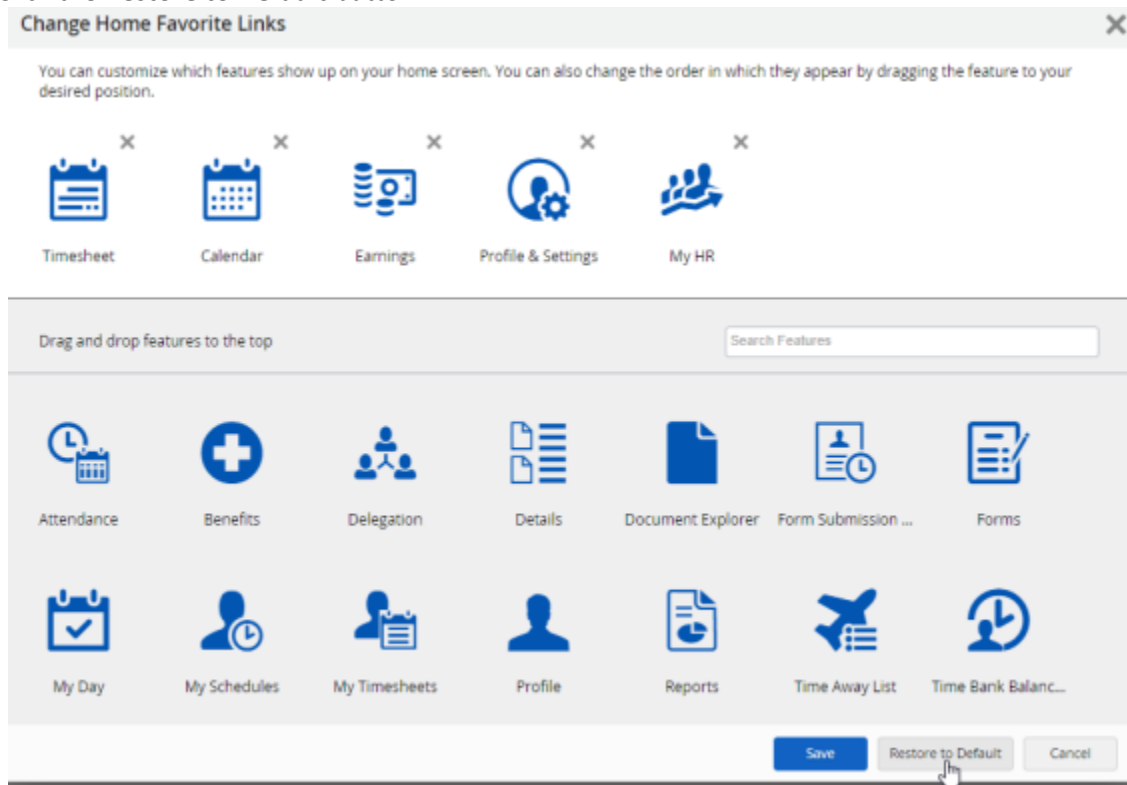 Change Home Favorite Links
You can customize which features show up on your home screen. You can also change the order in which they appear by dragging the feature to your
desired position.
Timesheet Calendar Earnings Profile & Settings My HR
Drag and drop features to the top Search Features
Attendance Benefits Delegation Details Document Explorer Form Submission ... Forms
My Day My Schedules My Timesheets Profile Reports Time Away List Time Bank Balanc...
Save Restore to Default Cancel